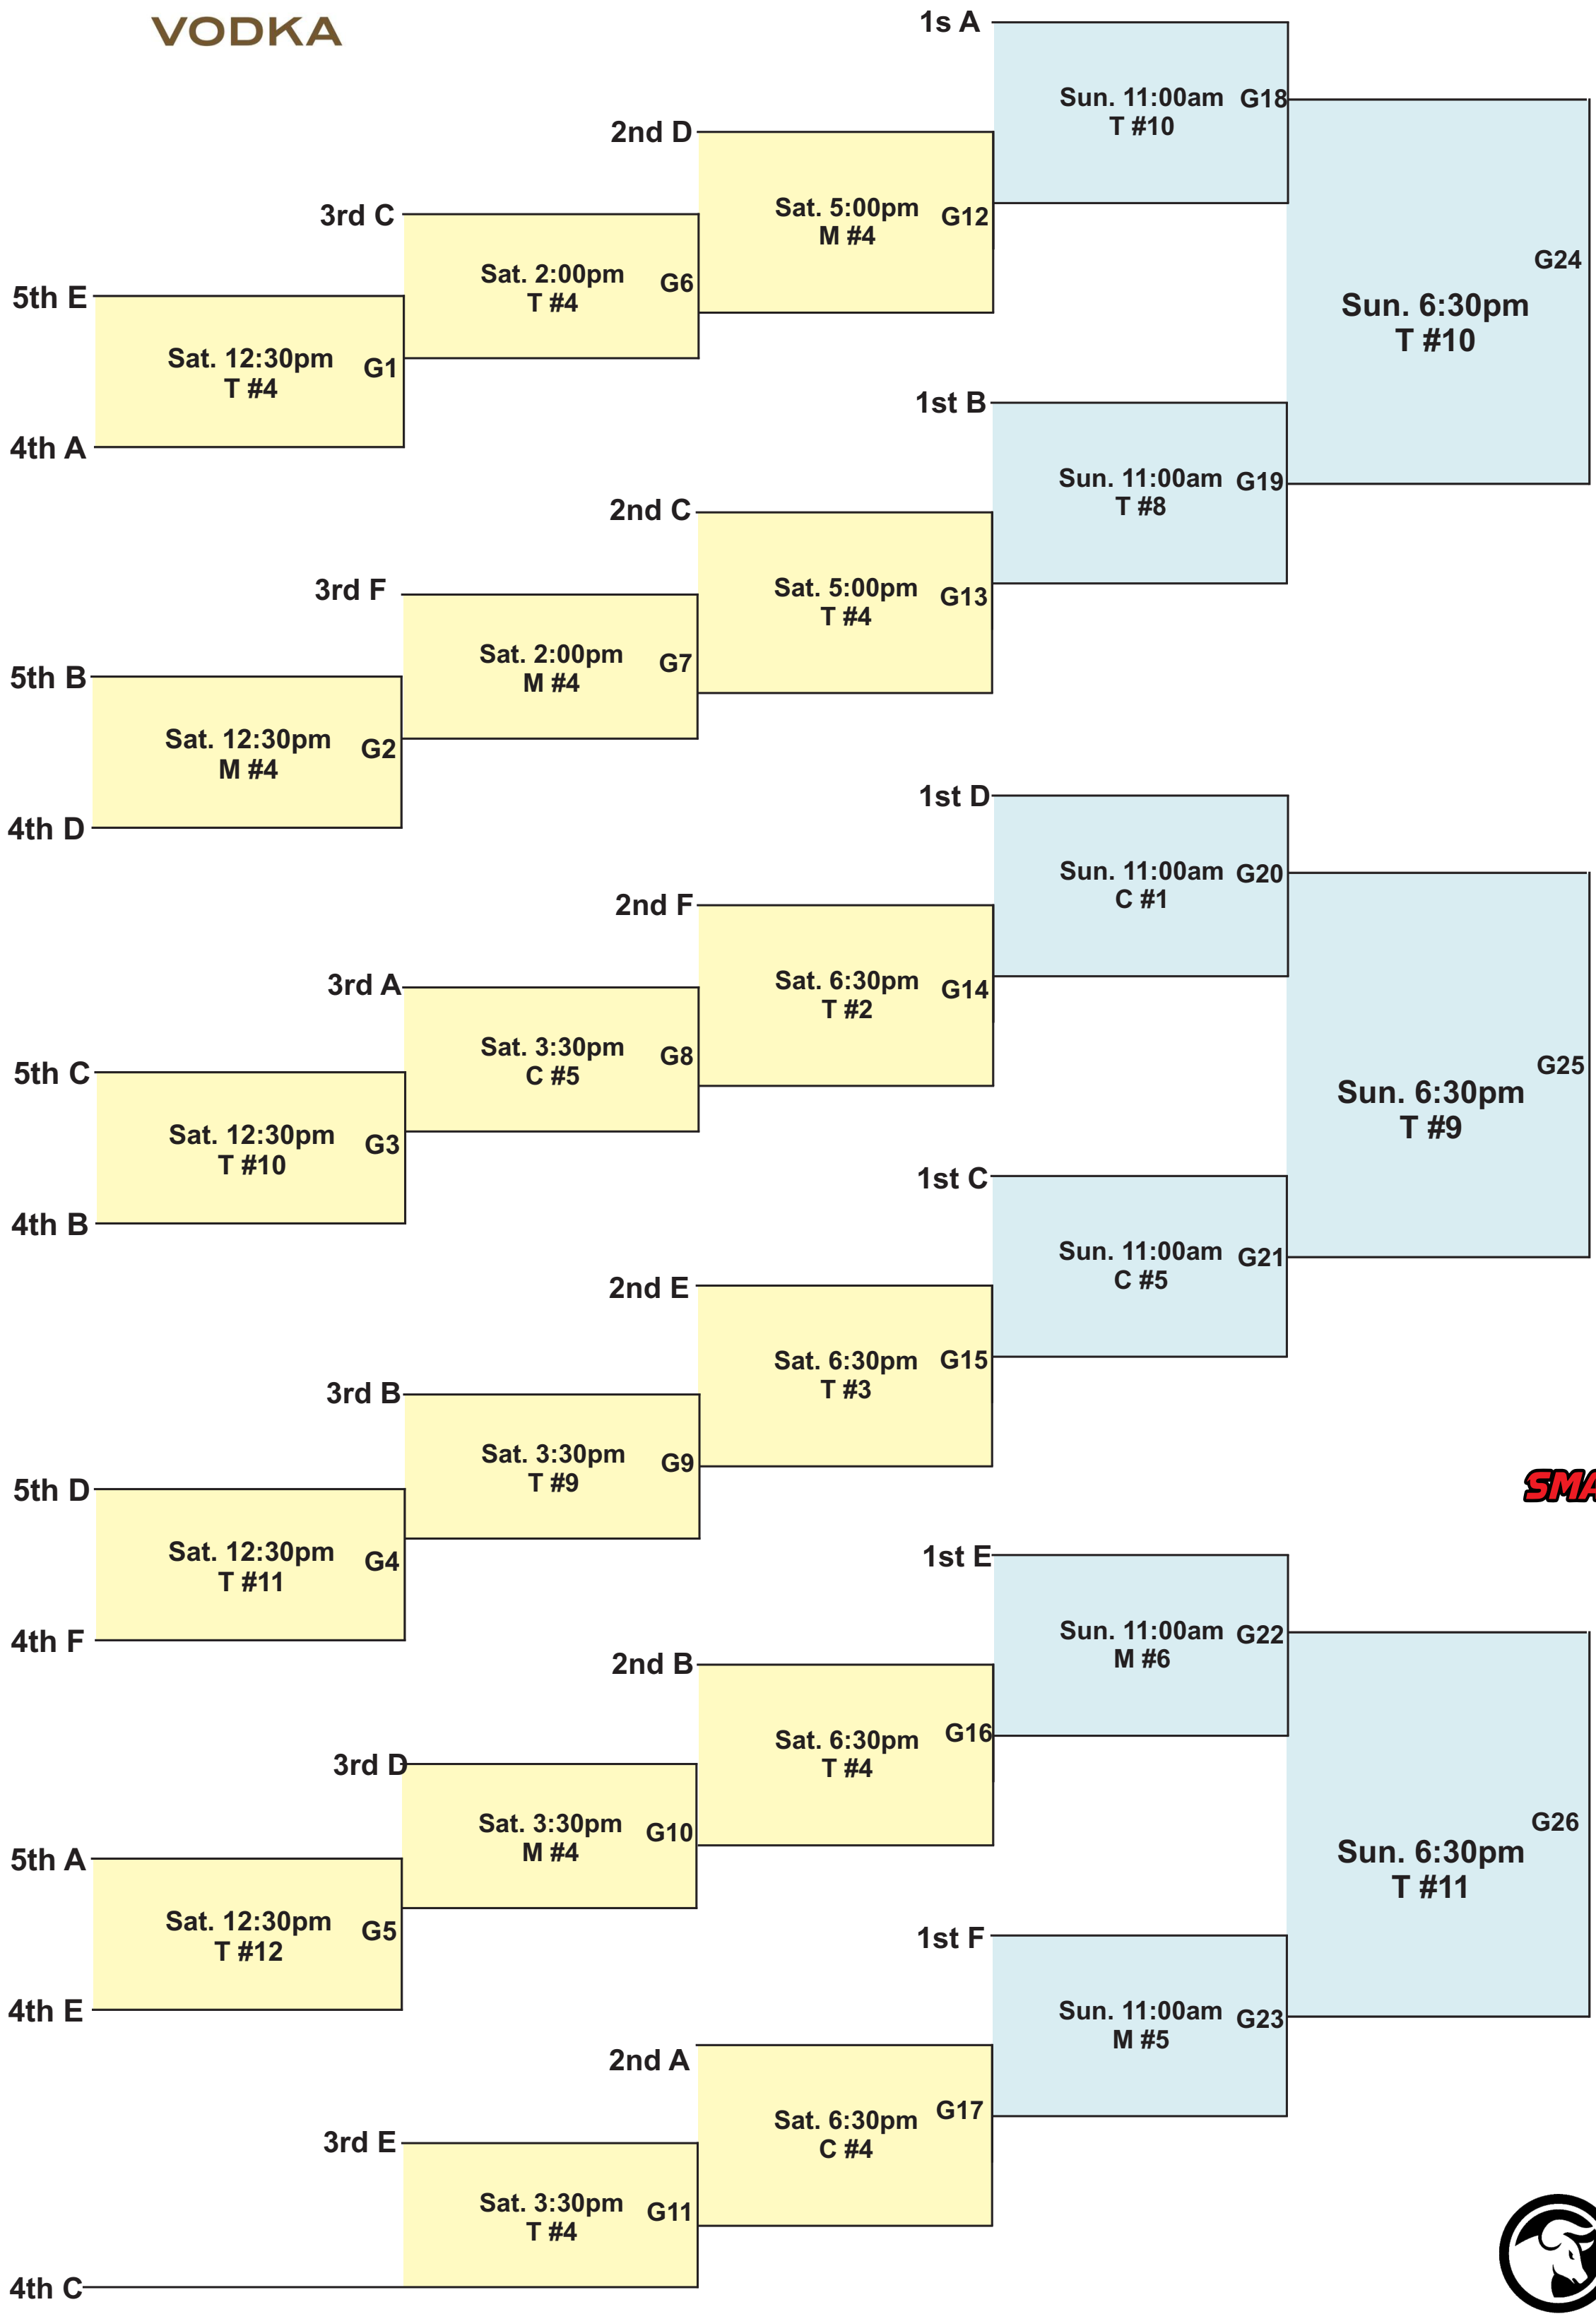 VODKA
1s A
Sun. 11:00am G18
T #10
2nd D
Sat. 5:00pm
M #4
G12
3rd C
Sat. 2:00pm
T #4
G6
G24
Sun. 6:30pm
T #10
5th E
Sat. 12:30pm
T #4
G1
4th A
1st B
Sun. 11:00am G19
T #8
2nd C
Sat. 5:00pm
T #4
G13
3rd F
Sat. 2:00pm
M #4
G7
5th B
Sat. 12:30pm
M #4
G2
4th D
1st D
Sun. 11:00am G20
C #1
2nd F
Sat. 6:30pm
T #2
G14
3rd A
Sat. 3:30pm
C #5
G8
G25
Sun. 6:30pm
T #9
5th C
Sat. 12:30pm
T #10
G3
4th B
1st C
Sun. 11:00am G21
C #5
2nd E
Sat. 6:30pm
T #3
G15
3rd B
Sat. 3:30pm
T #9
G9
5th D
Sat. 12:30pm
T #11
G4
4th F
SMA
1st E
Sun. 11:00am G22
M #6
2nd B
Sat. 6:30pm
T #4
G16
3rd D
Sat. 3:30pm
M #4
G10
G26
Sun. 6:30pm
T #11
5th A
Sat. 12:30pm
T #12
G5
4th E
1st F
Sun. 11:00am G23
M #5
2nd A
Sat. 6:30pm
C #4
G17
3rd E
Sat. 3:30pm
T #4
G11
4th C